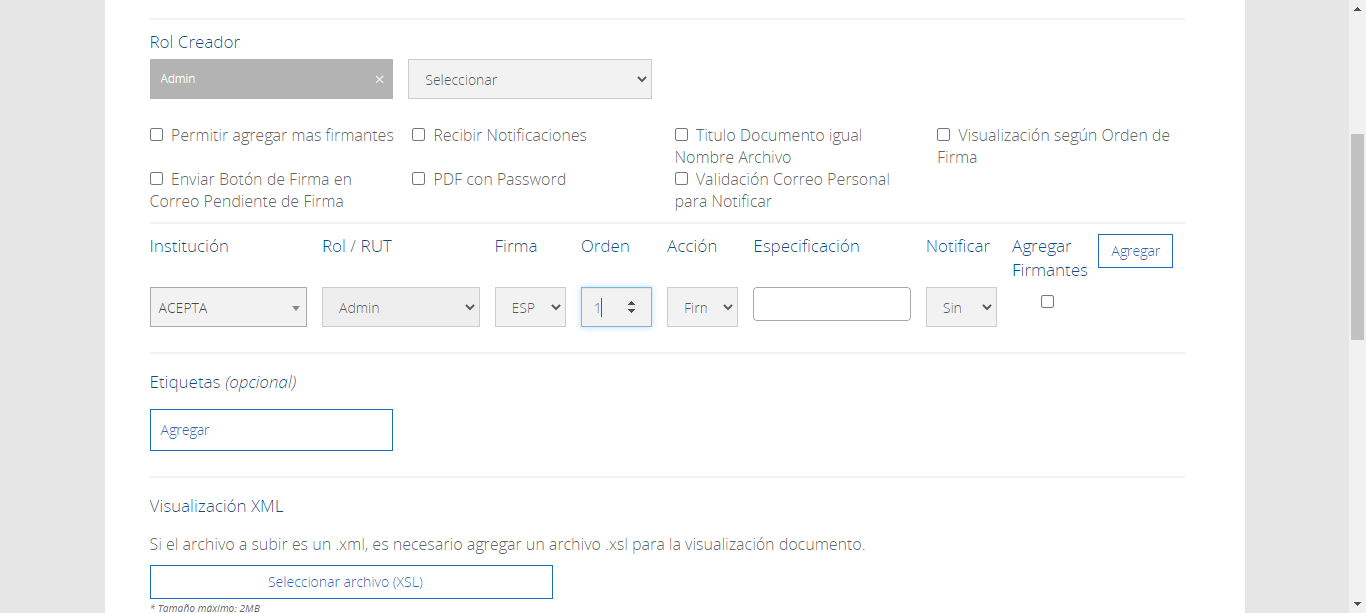 Rol Creador
Admin ×
Seleccionar
Permitir agregar mas firmantes
Recibir Notificaciones
Titulo Documento igual
Nombre Archivo
Visualización según Orden de
Firma
Enviar Botón de Firma en
Correo Pendiente de Firma
PDF con Password
Validación Correo Personal
para Notificar
Institución Rol / RUT Firma Orden Acción Especificación Notificar Agregar
Firmantes
Agregar
ACEPTA Admin ESP 1 Firn Sin
Etiquetas (opcional)
Agregar
Visualización XML
Si el archivo a subir es un .xml, es necesario agregar un archivo .xsl para la visualización documento.
Seleccionar archivo (XSL)
* Tamaño máximo: 2MB